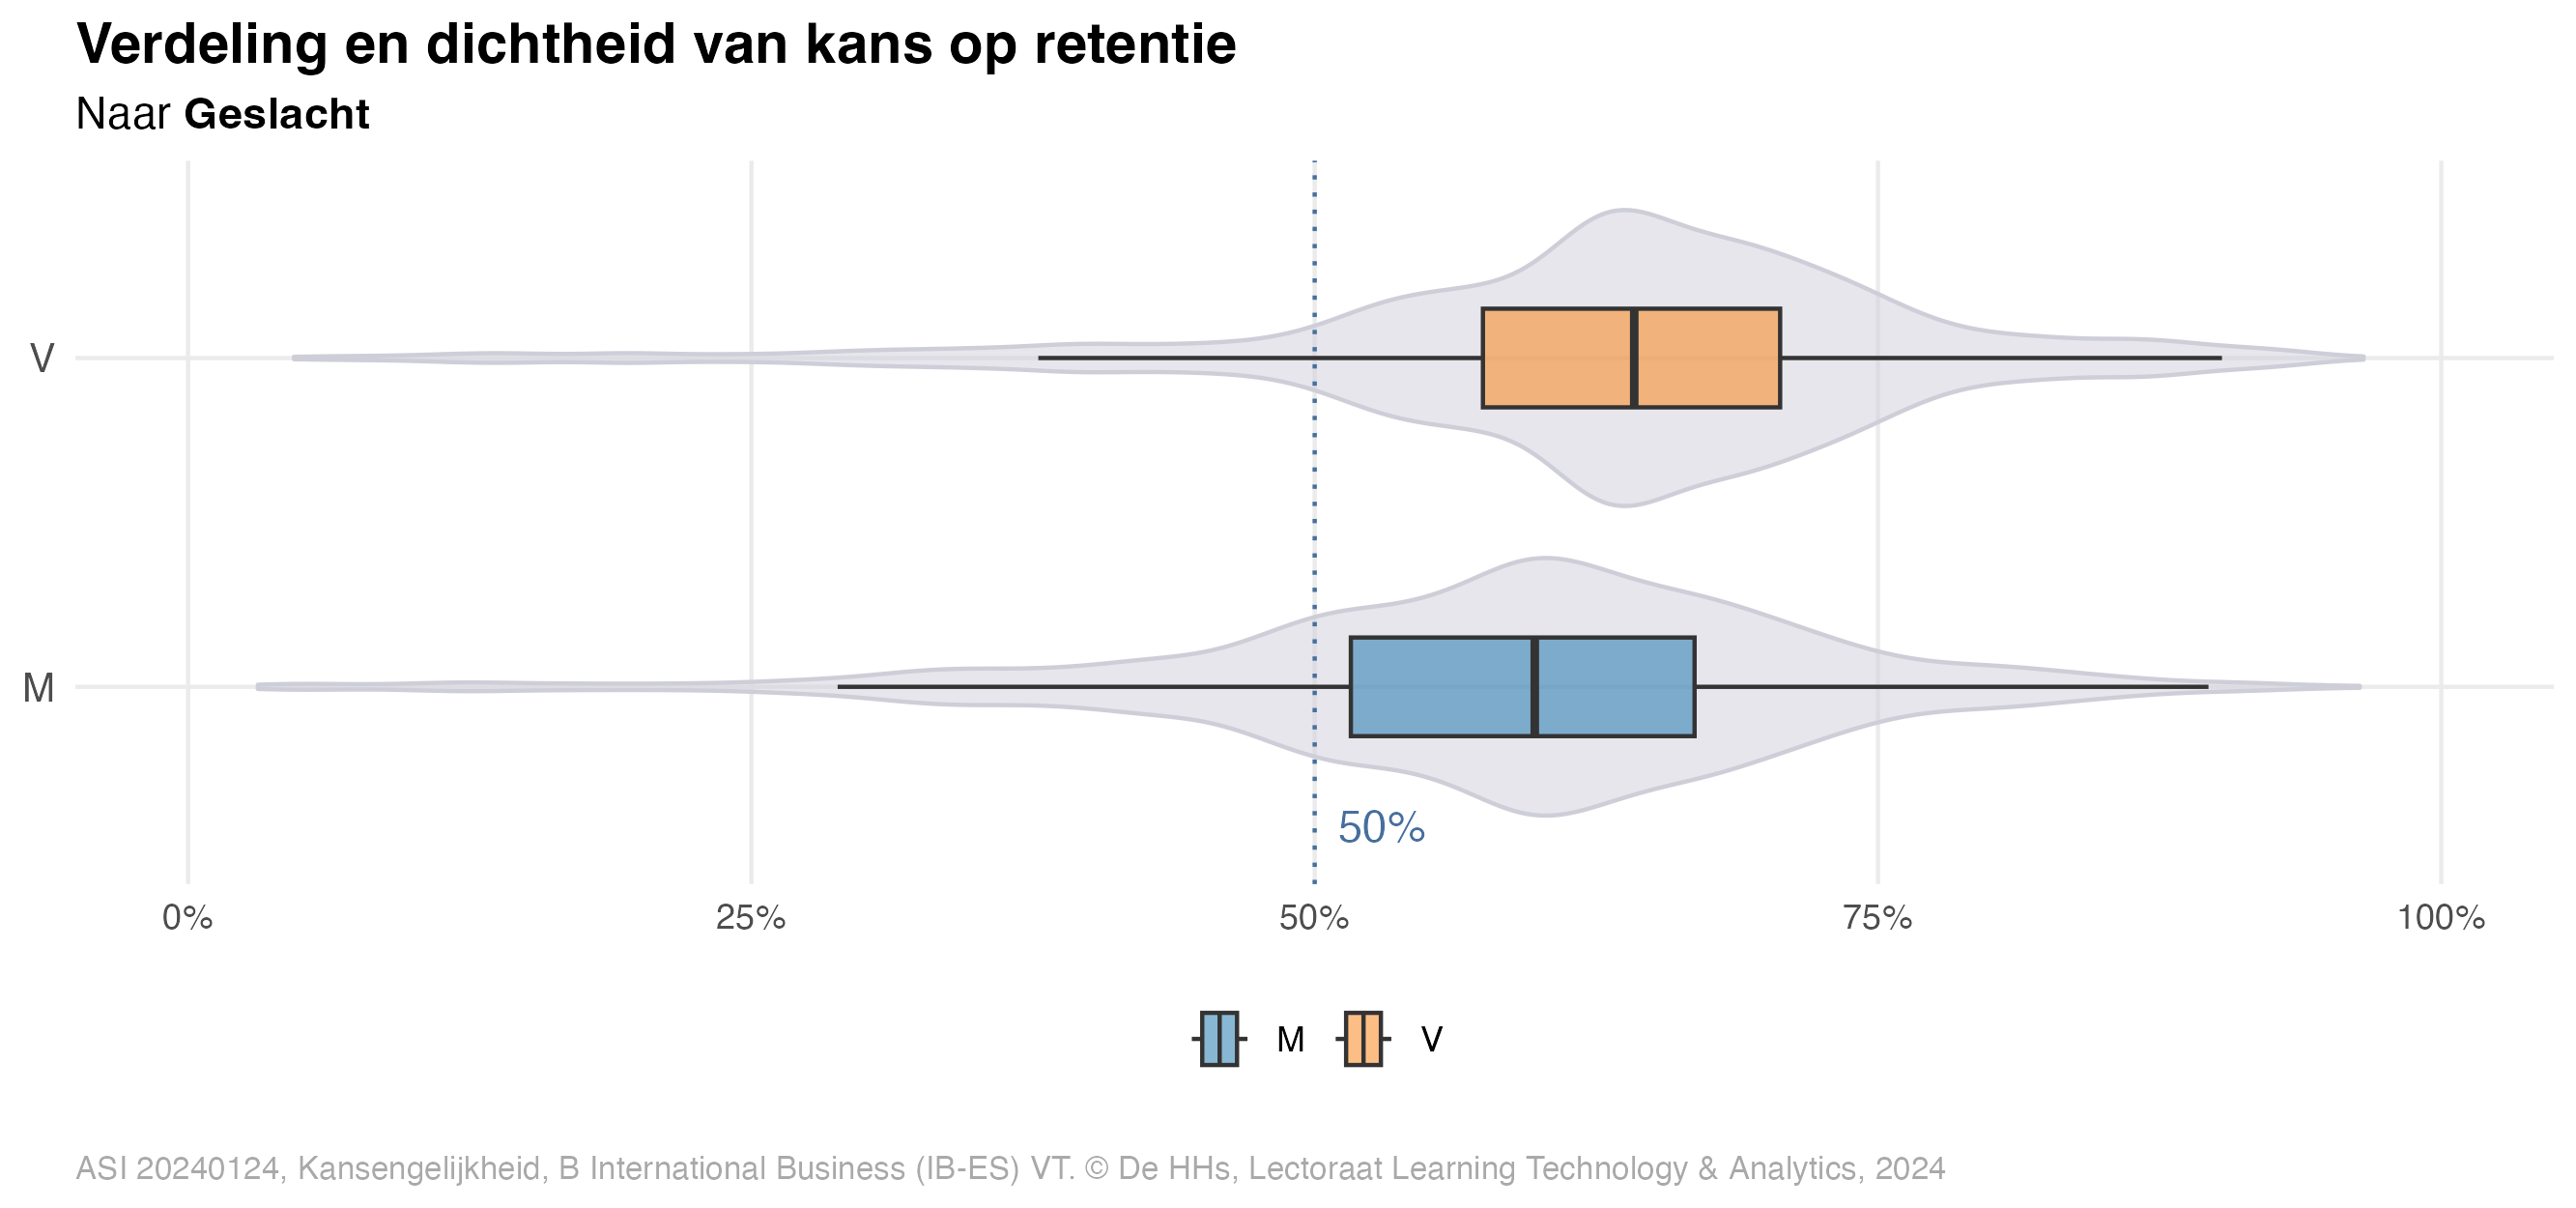 Verdeling en dichtheid van kans op retentie
Naar Geslacht
V
M
50%
0% 25% 50% 75% 100%
M V
ASI 20240124, Kansengelijkheid, B International Business (IB-ES) VT. © De HHs, Lectoraat Learning Technology & Analytics, 2024